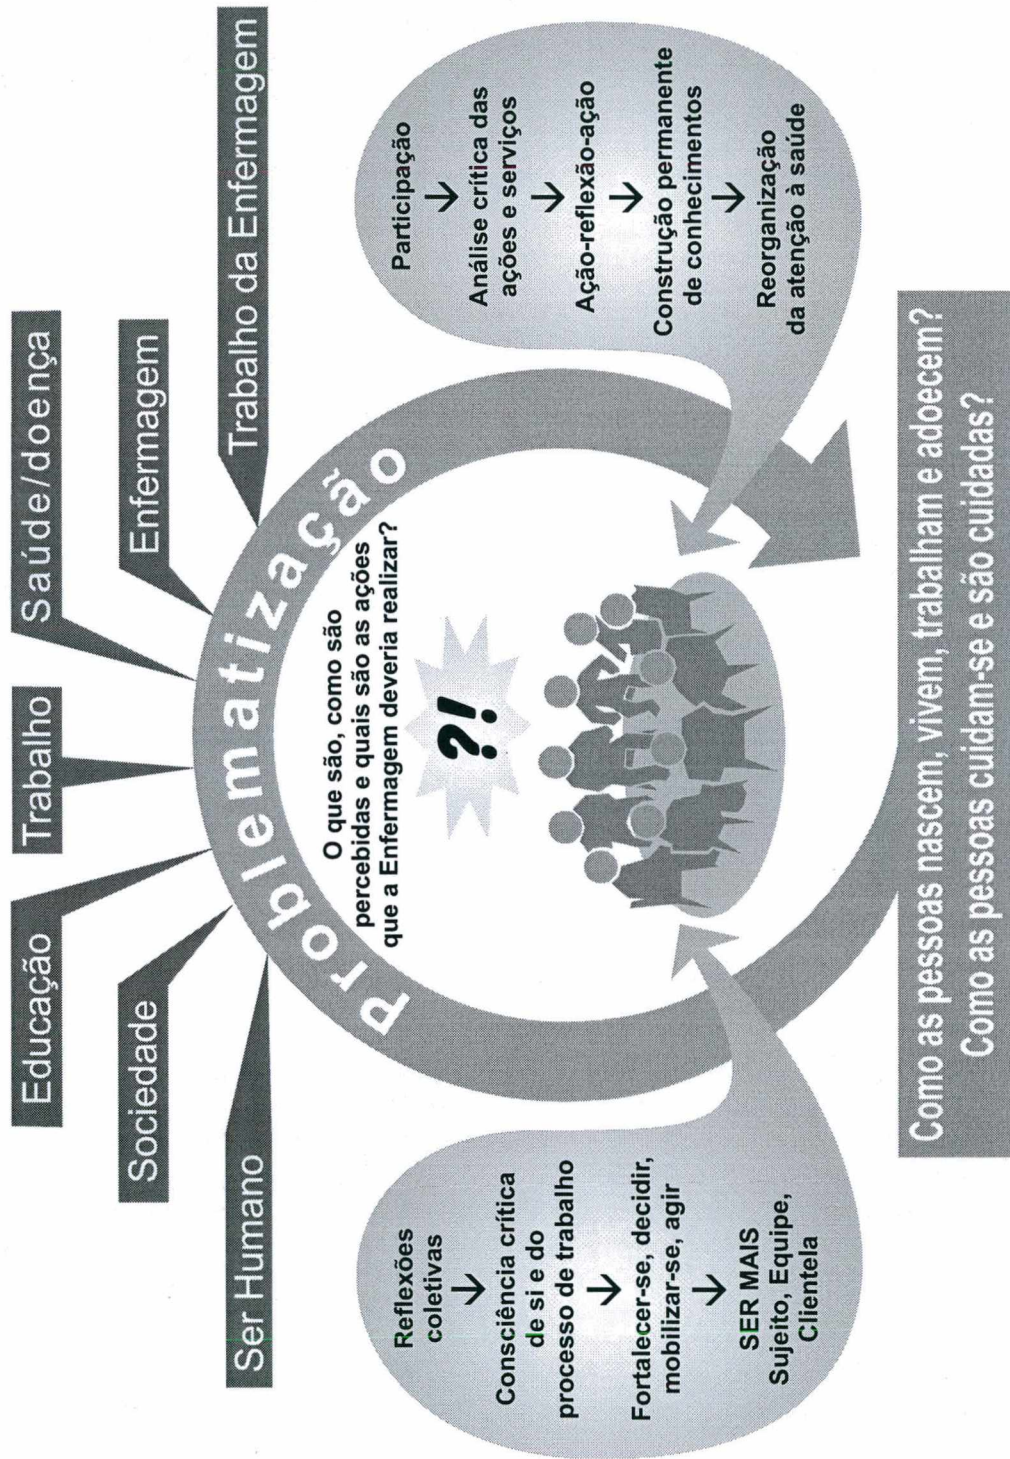 Ser Humano
Sociedade
Educação
Trabalho
Saúde/doença
Enfermagem
Trabalho da Enfermagem
Problematização
O que são, como são
percebidas e quais são as ações
que a Enfermagem deveria realizar?
?!
Reflexões
coletivas
Consciência crítica
de si e do
processo de trabalho
Fortalecer-se, decidir,
mobilizar-se, agir
SER MAIS
Sujeito, Equipe,
Clientela
Participação
Análise crítica das
ações e serviços
Ação-reflexão-ação
Construção permanente
de conhecimentos
Reorganização
da atenção à saúde
Como as pessoas nascem, vivem, trabalham e adoecem?
Como as pessoas cuidam-se e são cuidadas?